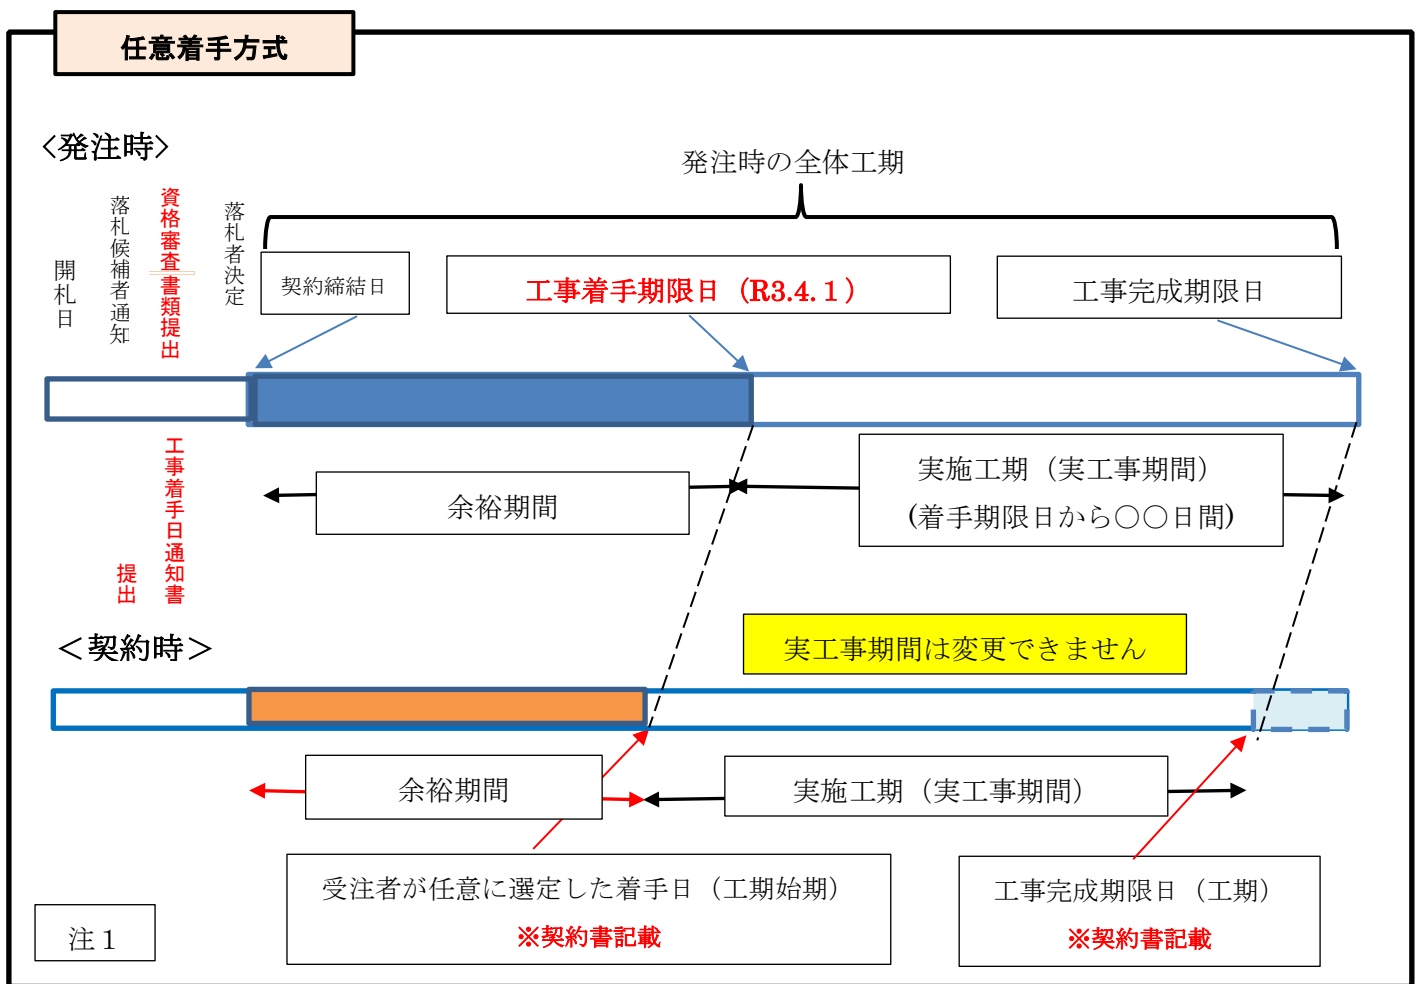 任意着手方式
<発注時>
発注時の全体工期
開札日
落札候補者通知
資格審査書類提出
落札者決定
契約締結日
工事着手期限日（R3.4.１）
工事完成期限日
工事着手日通知書
提出
余裕期間
実施工期（実工事期間）
(着手期限日から○○日間)
＜契約時＞
実工事期間は変更できません
余裕期間
実施工期（実工事期間）
受注者が任意に選定した着手日（工期始期）
※契約書記載
工事完成期限日（工期）
※契約書記載
注１